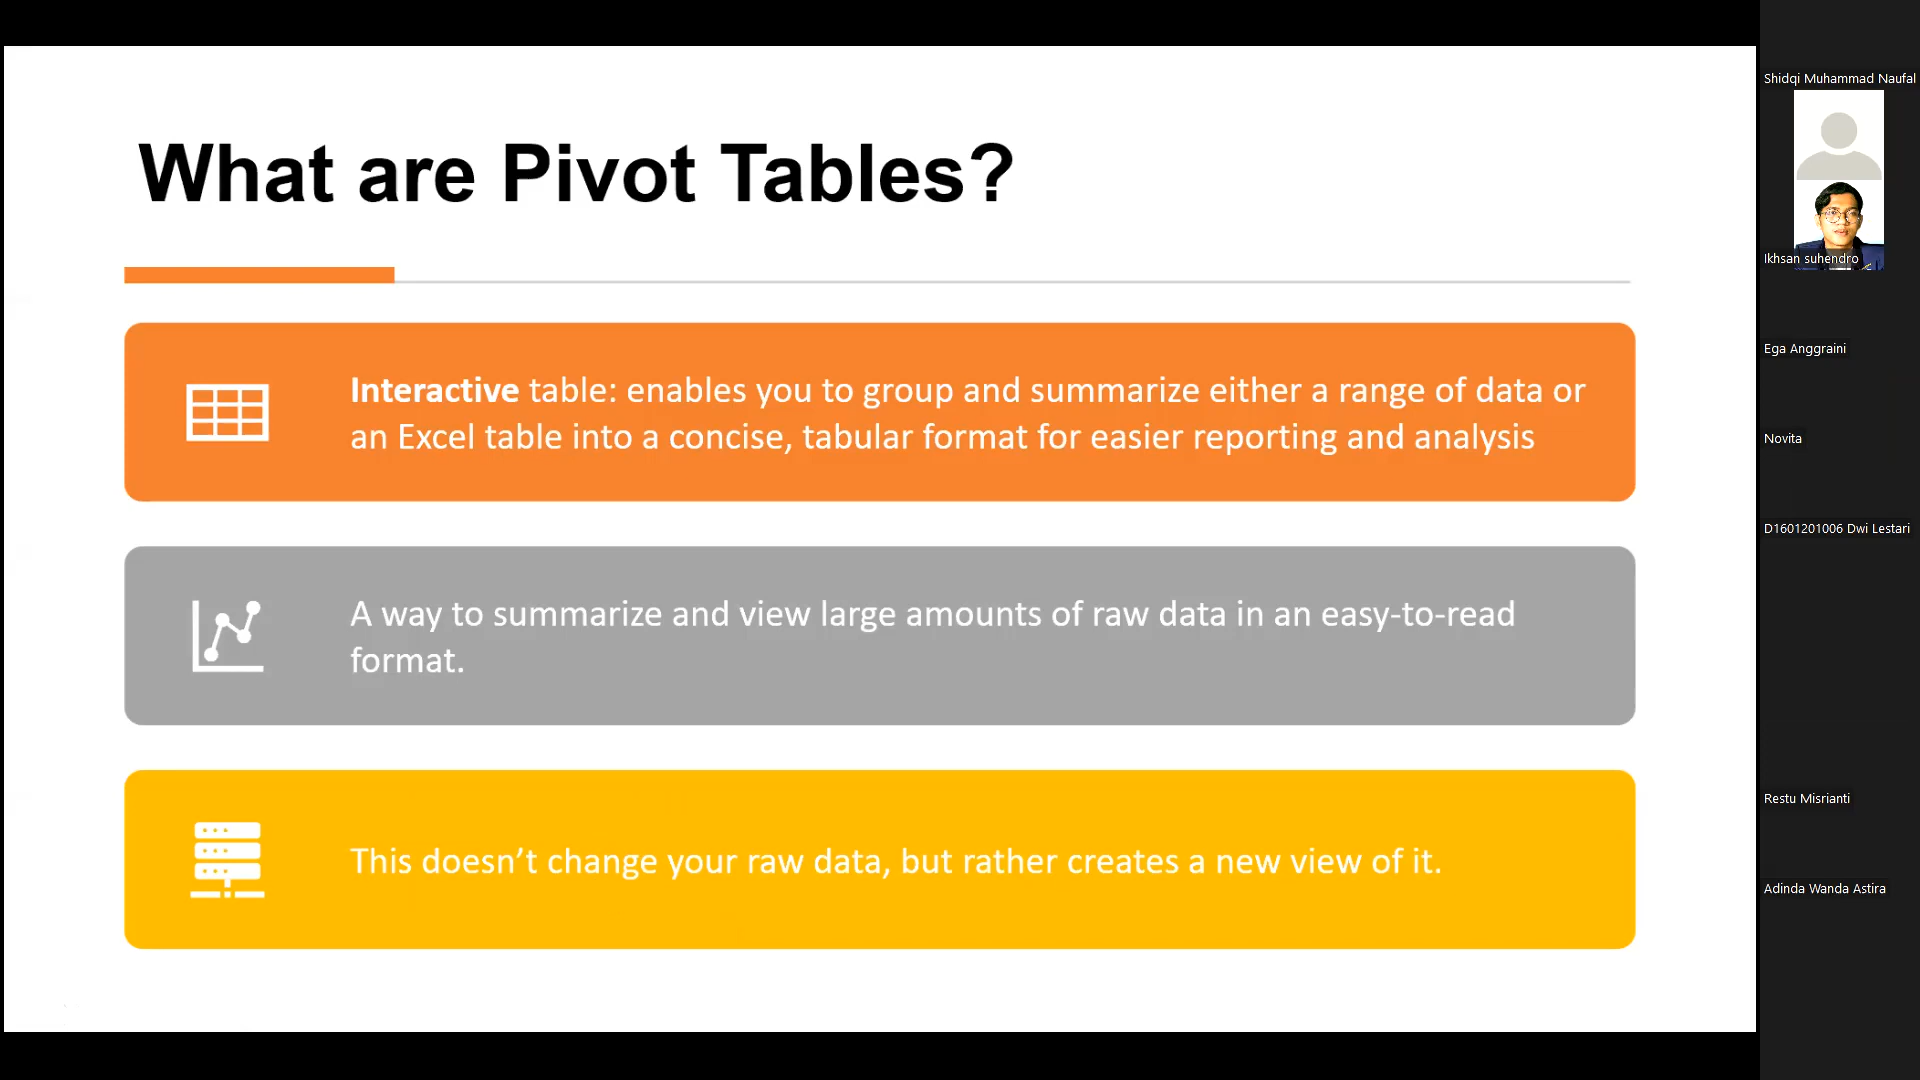 What are Pivot Tables?
Interactive table: enables you to group and summarize either a range of data or
an Excel table into a concise, tabular format for easier reporting and analysis
A way to summarize and view large amounts of raw data in an easy-to-read
format.
This doesn’t change your raw data, but rather creates a new view of it.
Shidqi Muhammad Naufal
Ikhsan suhendro
Ega Anggraini
Novita
D1601201006 Dwi Lestari
Restu Misrianti
Adinda Wanda Astira